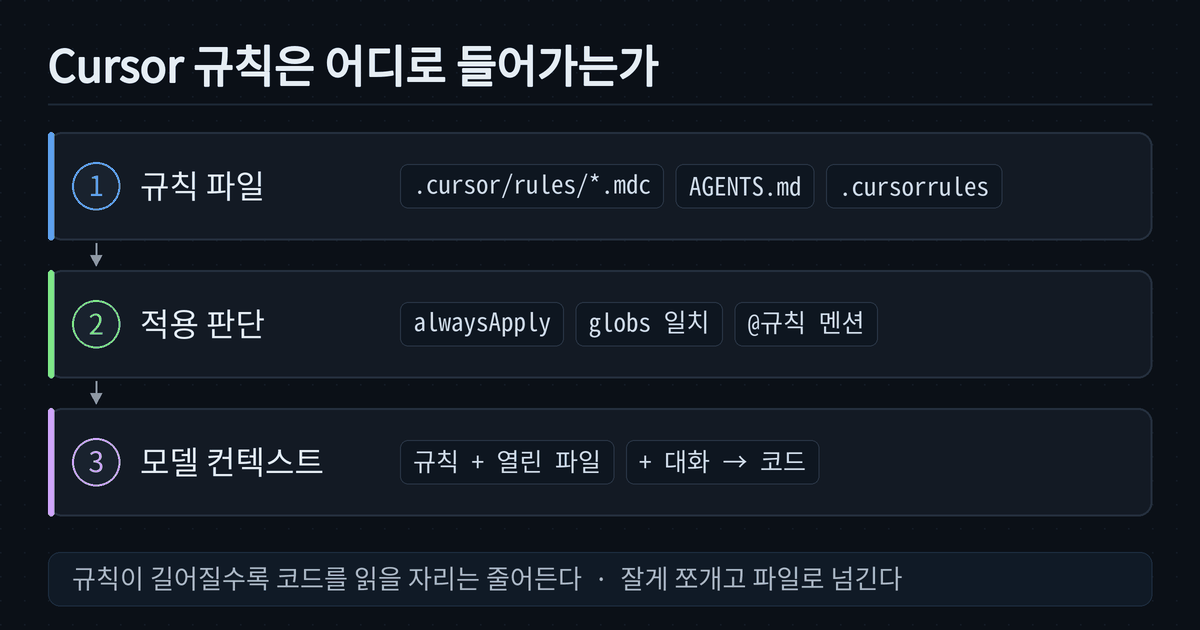 Cursor 규칙은 어디로 들어가는가
1 규칙 파일 .cursor/rules/*.mdc AGENTS.md .cursorrules
2 적용 판단 alwaysApply globs 일치 @규칙 멘션
3 모델 컨텍스트 규칙 + 열린 파일 + 대화 → 코드
규칙이 길어질수록 코드를 읽을 자리는 줄어든다 · 잘게 쪼개고 파일로 넘긴다